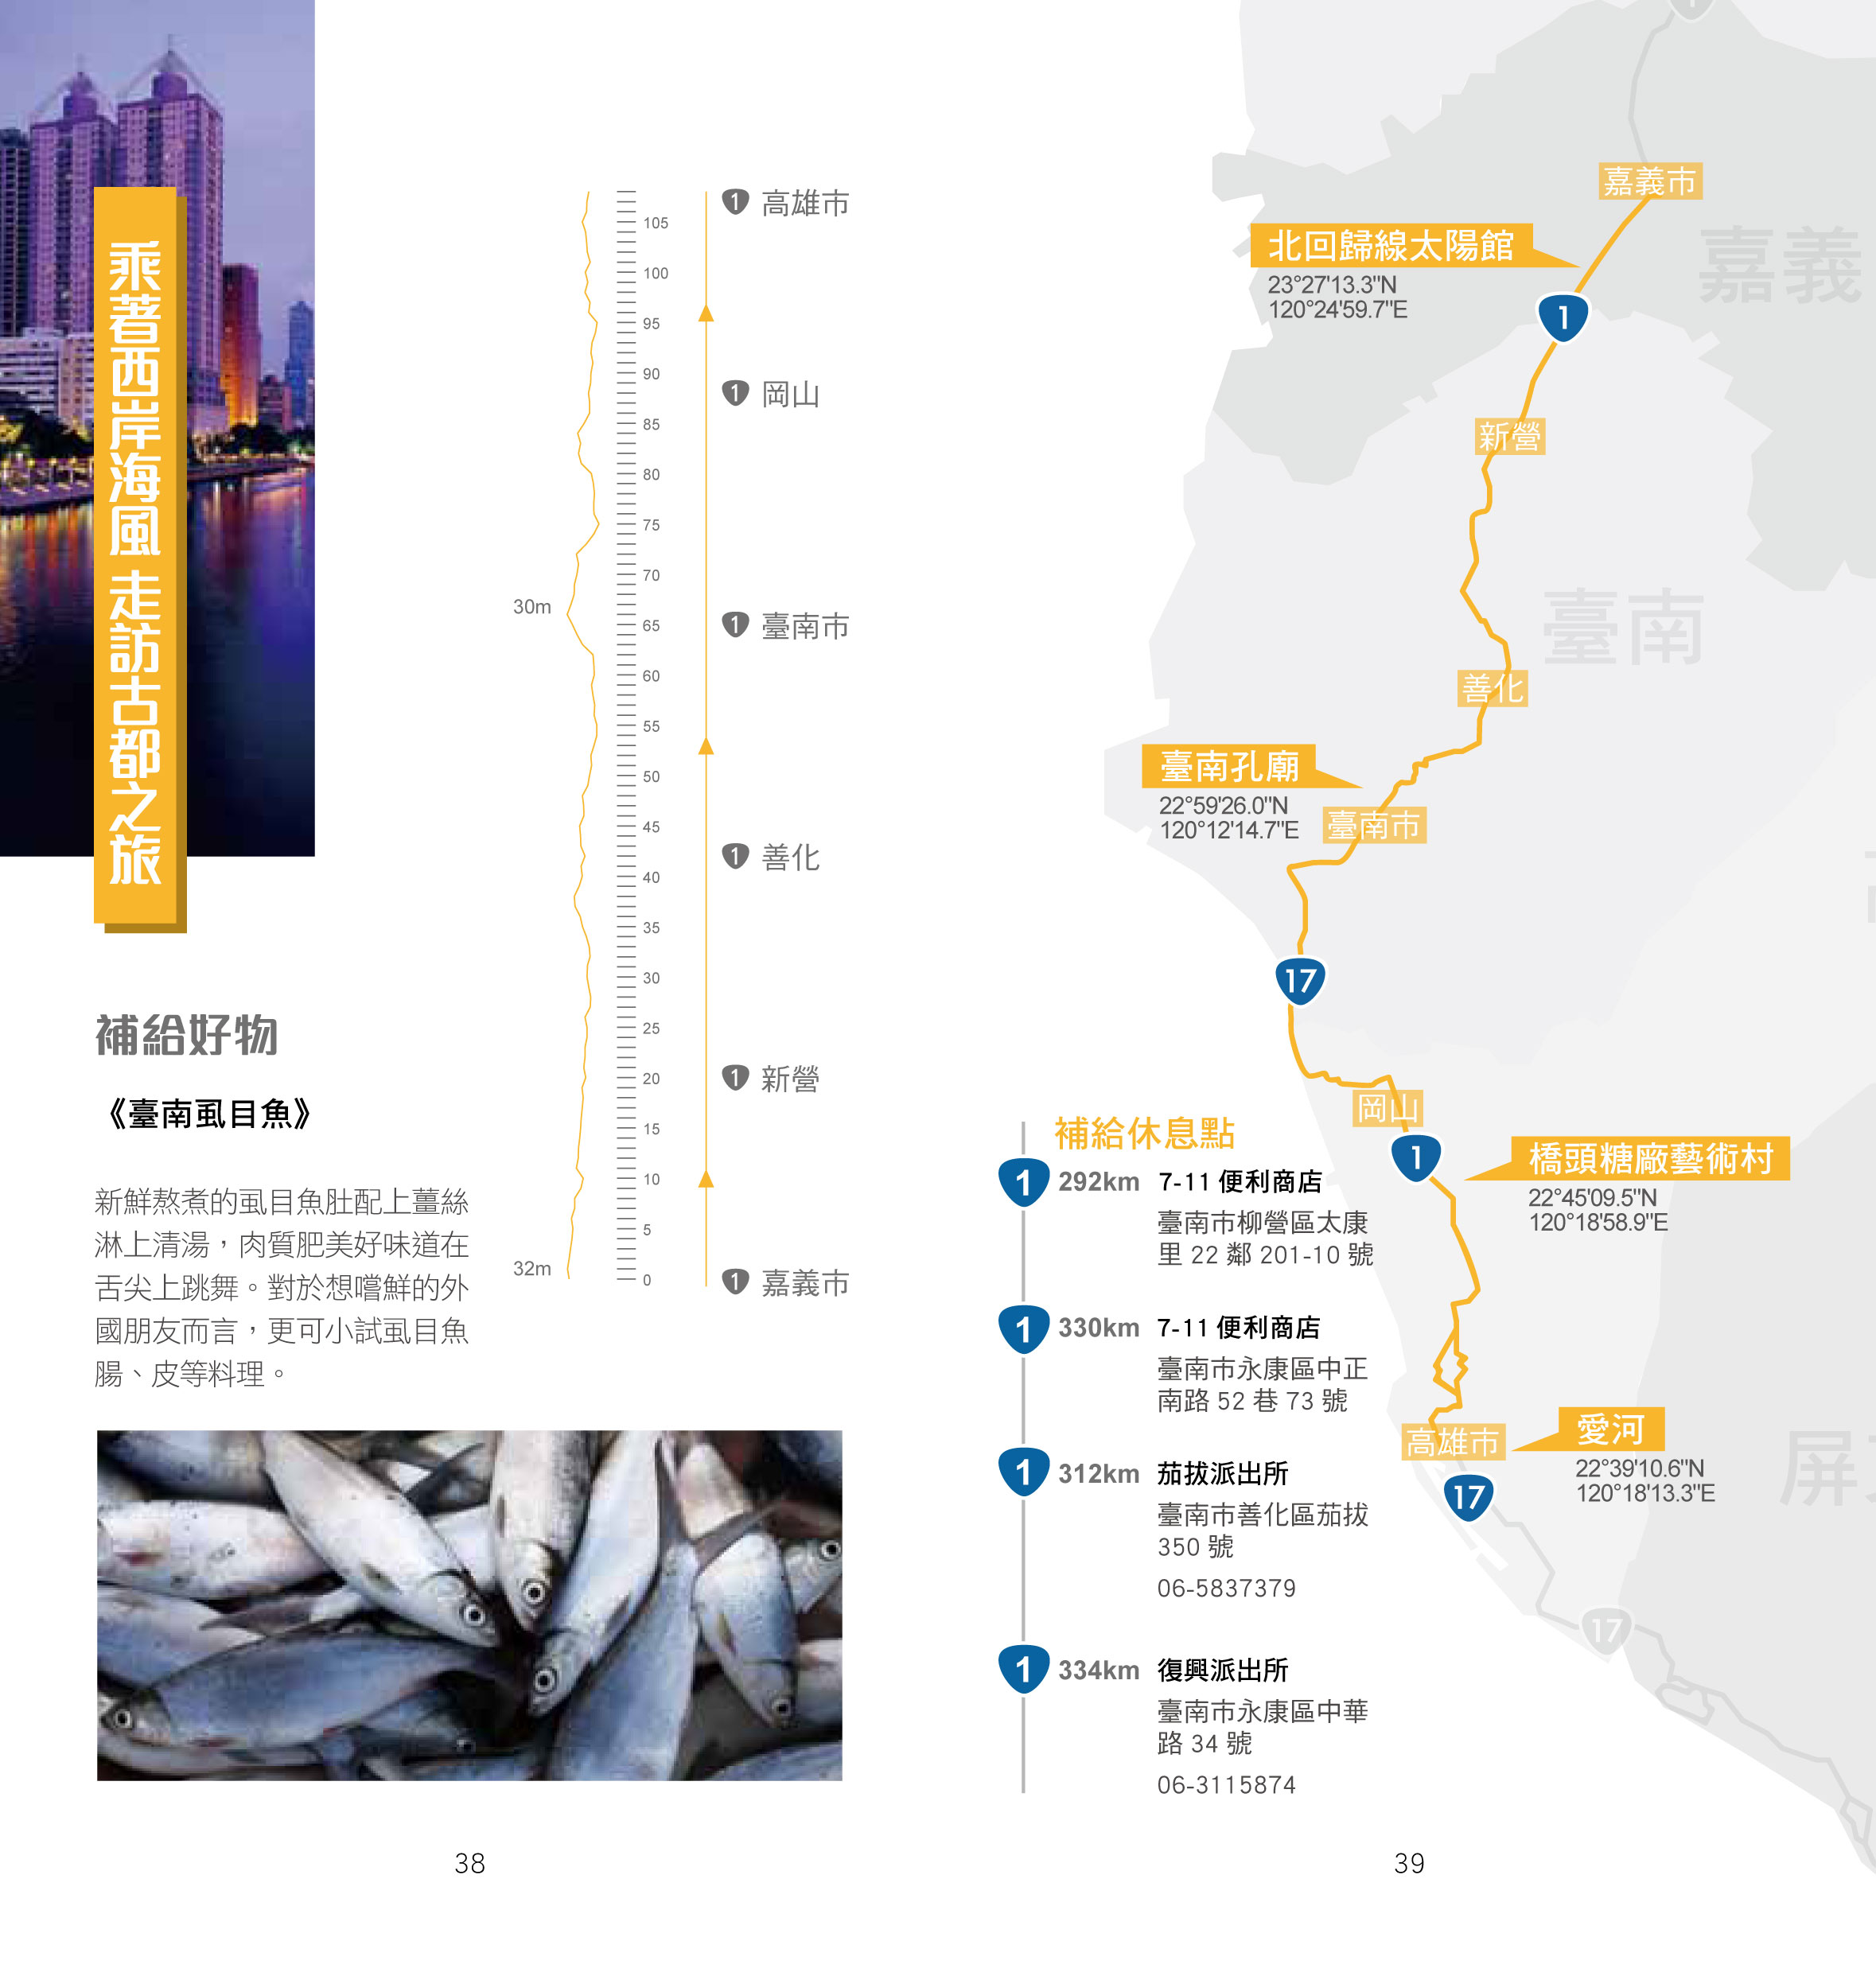 乘著西岸海風 走訪古都之旅
補給好物
《臺南虱目魚》
新鮮熬煮的虱目魚肚配上薑絲
淋上清湯，肉質肥美好味道在
舌尖上跳舞。對於想嚐鮮的外
國朋友而言，更可小試虱目魚
腸、皮等料理。
30m
32m
105
100
95
90
85
80
75
70
65
60
55
50
45
40
35
30
25
20
15
10
5
0
1 高雄市
1 岡山
1 臺南市
1 善化
1 新營
1 嘉義市
38
1
嘉義市
北回歸線太陽館
23°27'13.3"N
120°24'59.7"E
嘉義
1
新營
臺南
善化
臺南孔廟
22°59'26.0"N
120°12'14.7"E
臺南市
17
岡山
1
橋頭糖廠藝術村
22°45'09.5"N
120°18'58.9"E
高雄市
愛河
22°39'10.6"N
120°18'13.3"E
17
屏
17
補給休息點
1 292km 7-11 便利商店
臺南市柳營區太康
里 22 鄰 201-10 號
1 330km 7-11 便利商店
臺南市永康區中正
南路 52 巷 73 號
1 312km 茄拔派出所
臺南市善化區茄拔
350 號
06-5837379
1 334km 復興派出所
臺南市永康區中華
路 34 號
06-3115874
39